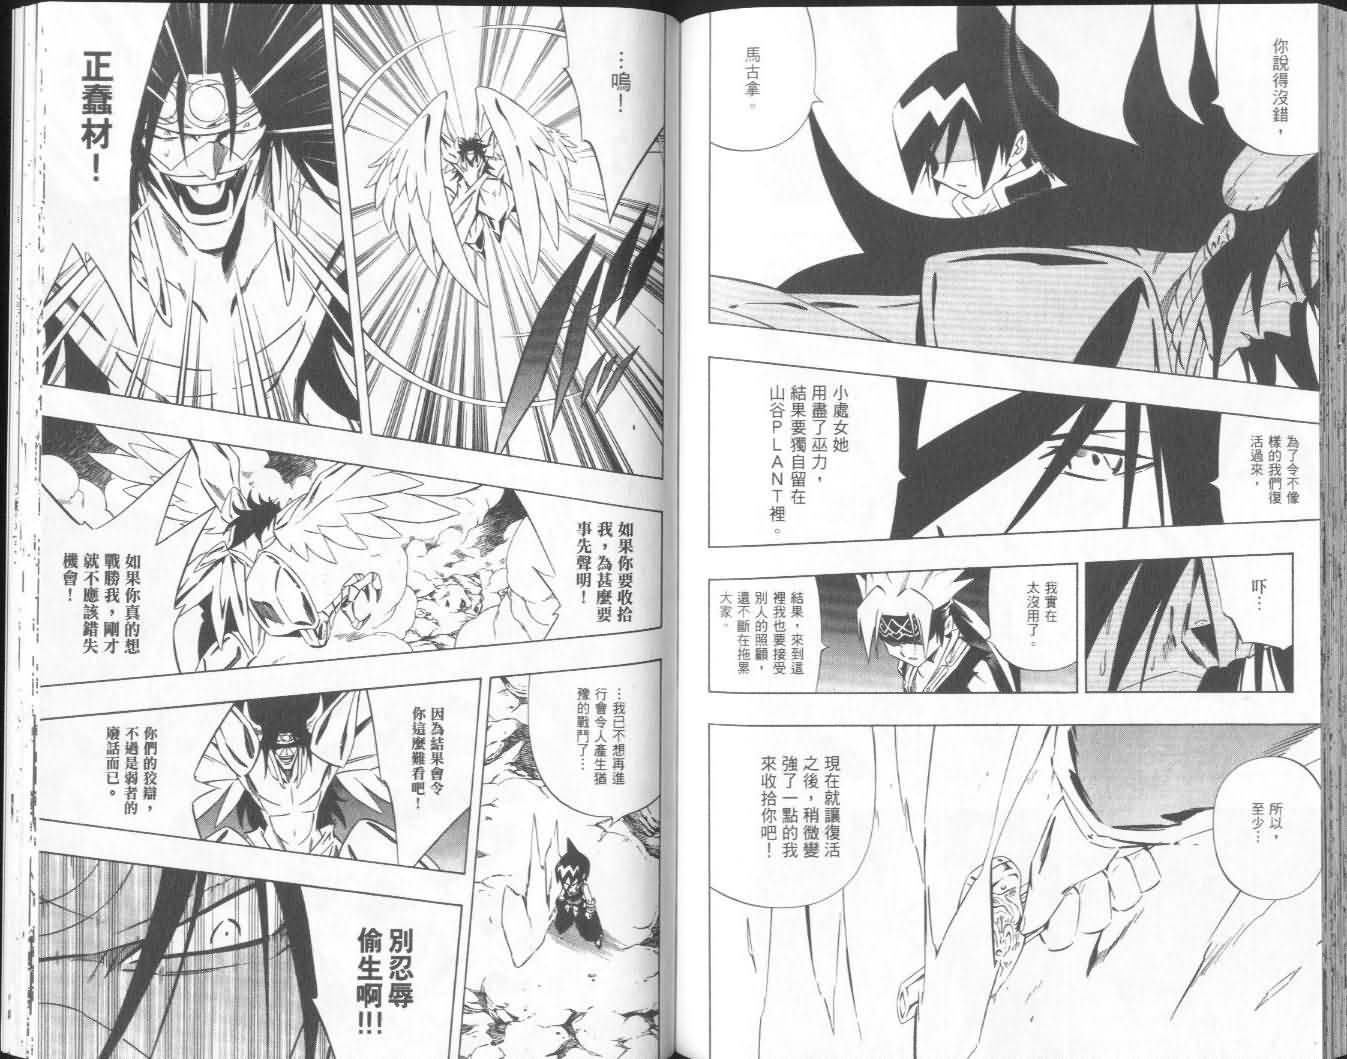 你說得沒錯，
馬古拿。
為了令不像
樣的我們復
活過來，
小處女她
用盡了巫力，
結果要獨自留在
山谷ＰＬＡＮＴ裡。
吓…
我實在
太沒用了。
結果，來到這
裡我也要接受
別人的照顧，
還不斷在拖累
大家。
所以，
至少…
現在就讓復活
之後，稍微變
強了一點的我
來收拾你吧！
…嗚！
正蠢材！
如果你要收拾
我，為甚麼要
事先聲明！
如果你真的想
戰勝我，剛才
就不應該錯失
機會！
…我已不想再進
行會令人產生猶
豫的戰鬥了…
因為結果會令
你這麼難看吧！
你們的狡辯，
不過是弱者的
廢話而已。
別忍辱
偷生啊!!!